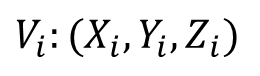 Vᵢ: (Xᵢ, Yᵢ, Zᵢ)